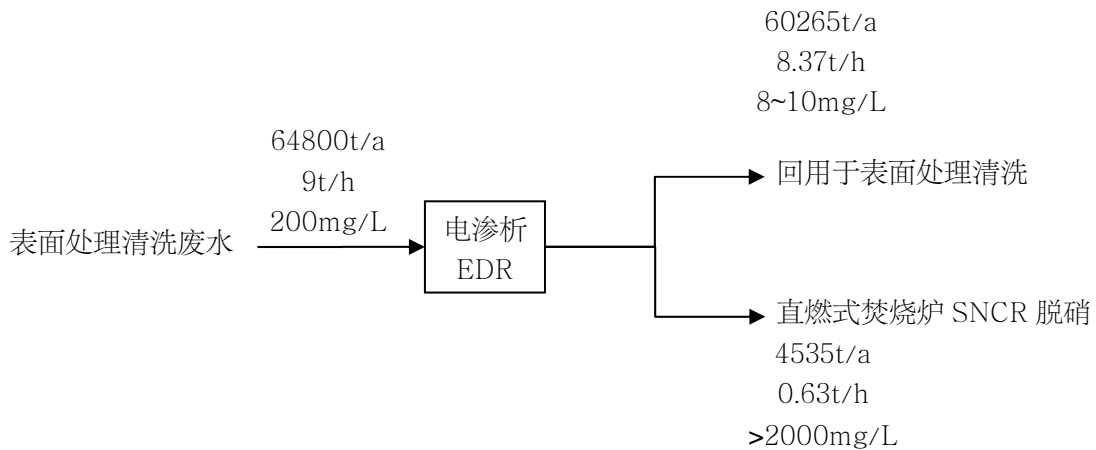 60265t/a
8.37t/h
8~10mg/L
64800t/a
9t/h
200mg/L
表面处理清洗废水
电渗析
EDR
回用于表面处理清洗
直燃式焚烧炉 SNCR 脱硝
4535t/a
0.63t/h
>2000mg/L